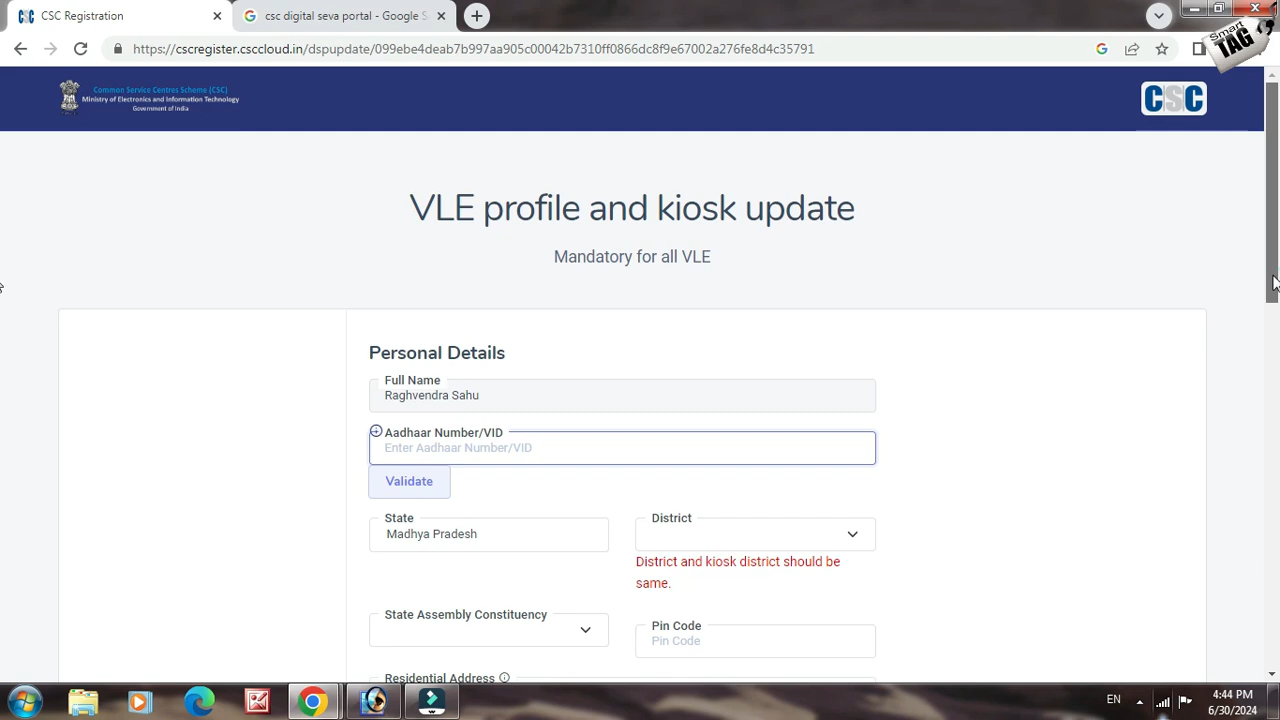 CSC Registration
csc digital seva portal - Google S
https://cscregister.csccloud.in/dspupdate/099ebe4deab7b997aa905c00042b7310ff0866dc8f9e67002a276fe8d4c35791
Smart
TAG
Common Service Centres Scheme (CSC)
Ministry of Electronics and Information Technology
Government of India
CSC
VLE profile and kiosk update
Mandatory for all VLE
Personal Details
Full Name
Raghvendra Sahu
Aadhaar Number/VID
Enter Aadhaar Number/VID
Validate
State
Madhya Pradesh
District
District and kiosk district should be
same.
State Assembly Constituency
Pin Code
Pin Code
Residential Address
EN
4:44 PM
6/30/2024